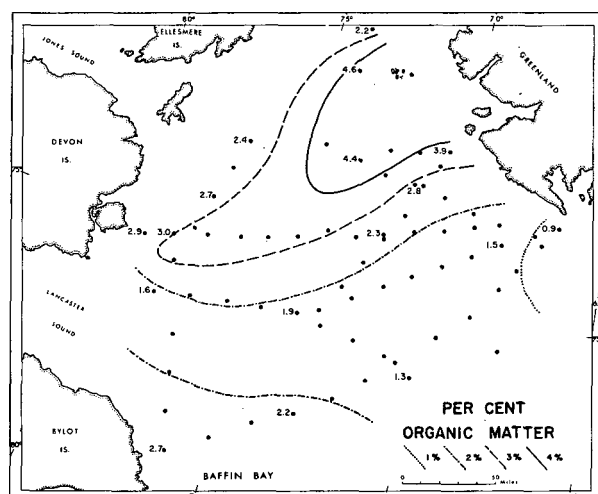 75°
70°
ELLESMERE
IS.
2.2
JONES SOUND
GREENLAND
4.6
DEVON
IS.
2.4
4.4
3.9
75°
2.7
2.8
2.9
3.0
2.3
1.5
0.9
1.6
LANCASTER
SOUND
1.9
1.3
2.2
BYLOT
IS.
2.7
80°
BAFFIN BAY
PER CENT
ORGANIC MATTER
1% 2% 3% 4%
0 50
Miles